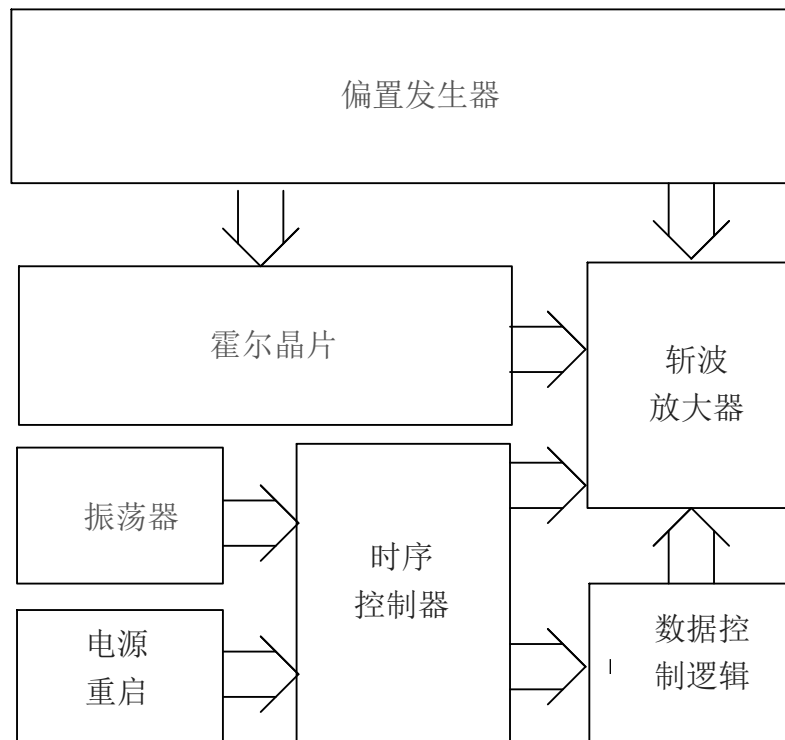 偏置发生器
霍尔晶片
斩波
放大器
振荡器
时序
控制器
电源
重启
数据控
制逻辑